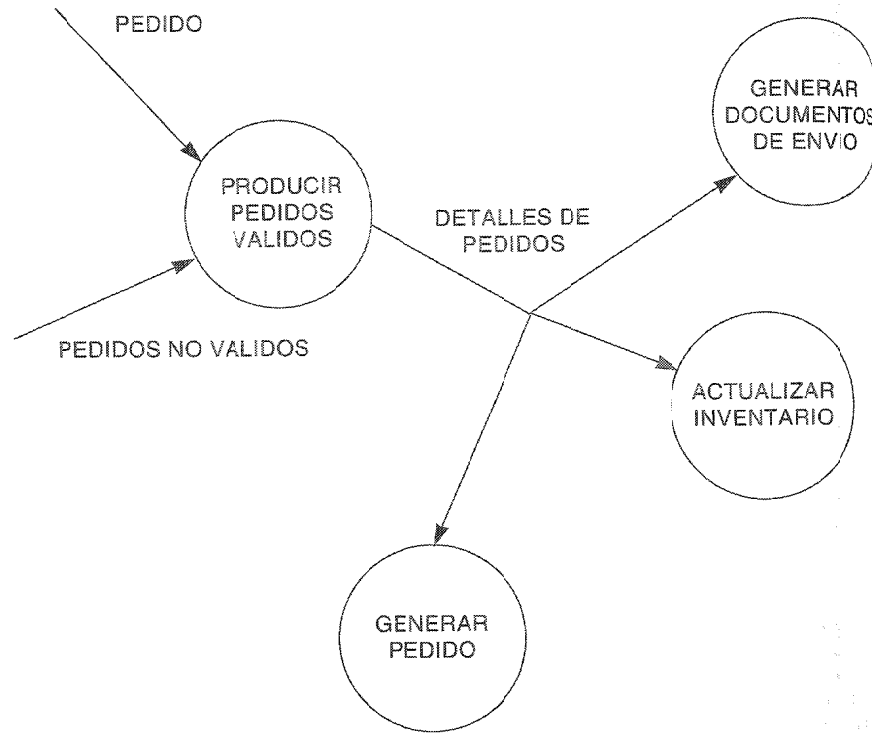 PEDIDO
GENERAR
DOCUMENTOS
DE ENVIO
PRODUCIR
PEDIDOS
VALIDOS
DETALLES DE
PEDIDOS
PEDIDOS NO VALIDOS
ACTUALIZAR
INVENTARIO
GENERAR
PEDIDO